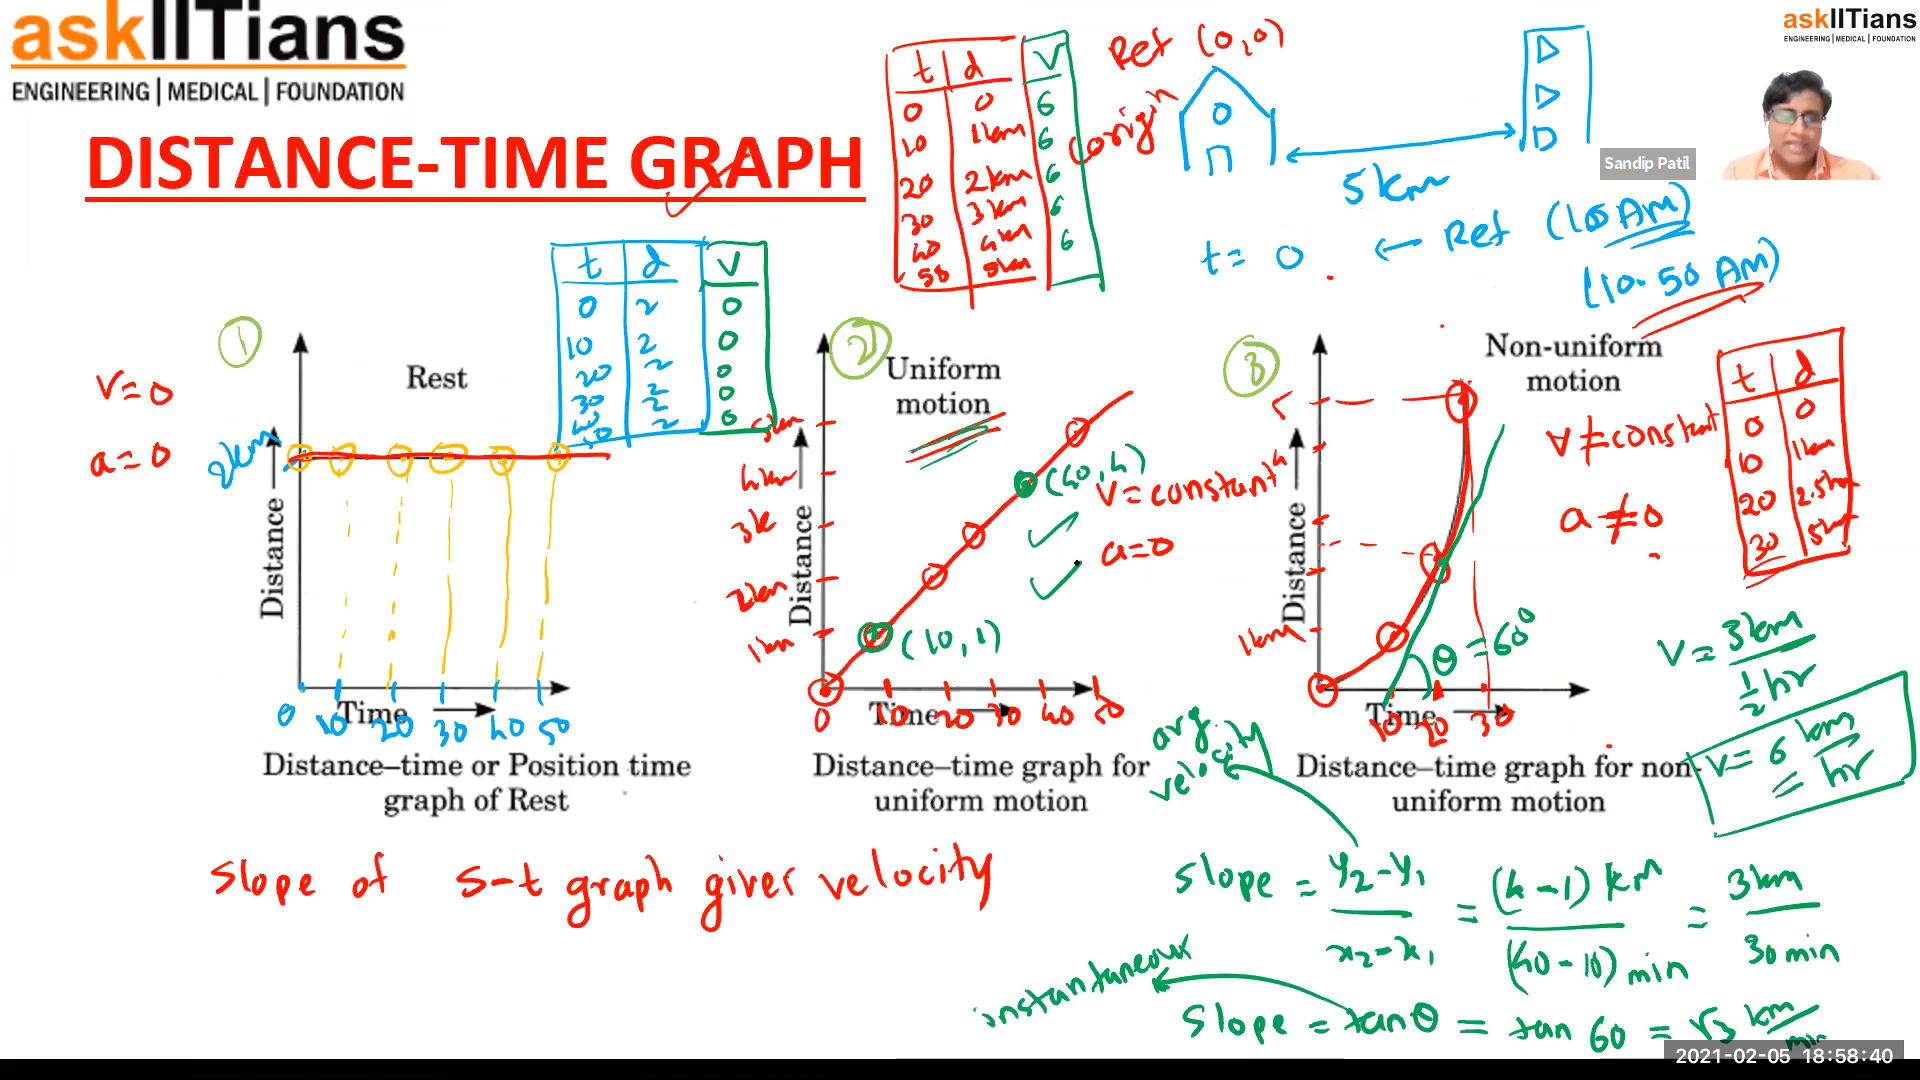 askIITians
ENGINEERING | MEDICAL | FOUNDATION
askIITians
ENGINEERING | MEDICAL | FOUNDATION
Sandip Patil
DISTANCE-TIME GRAPH
t d V
0 0 6
10 1km 6
20 2km 6
30 3km 6
40 4km 6
50 5km
Ref (0,0)
(origin
5km
t = 0 ← Ref (10 AM)
(10.50 AM)
1
v=0
a=0
2km
Rest
t d V
0 2 0
10 2 0
20 2 0
30 2 0
40 2 0
50
Distance
0 10 20 30 40 50
Time
Distance–time or Position time
graph of Rest
2
Uniform
motion
5km
4km
3k
2km
1km
Distance
(40,4)
v=constant
a=0
(10,1)
0 10 20 30 40 50
Time
Distance–time graph for
uniform motion
3
Non-uniform
motion
5
4
1km
Distance
v≠constant
a≠0
t d
0 0
10 1km
20 2.5km
30 5km
θ = 60°
10 20 30
Time
Distance–time graph for non-
uniform motion
v = 3km
1/2 hr
v = 6 km
hr
avg.
velocity
Slope of s-t graph gives velocity
slope = y2-y1 / x2-x1 = (4-1) km / (40-10) min = 3km / 30 min
instantaneous
slope = tanθ = tan 60 = √3 km/min
2021-02-05 18:58:40